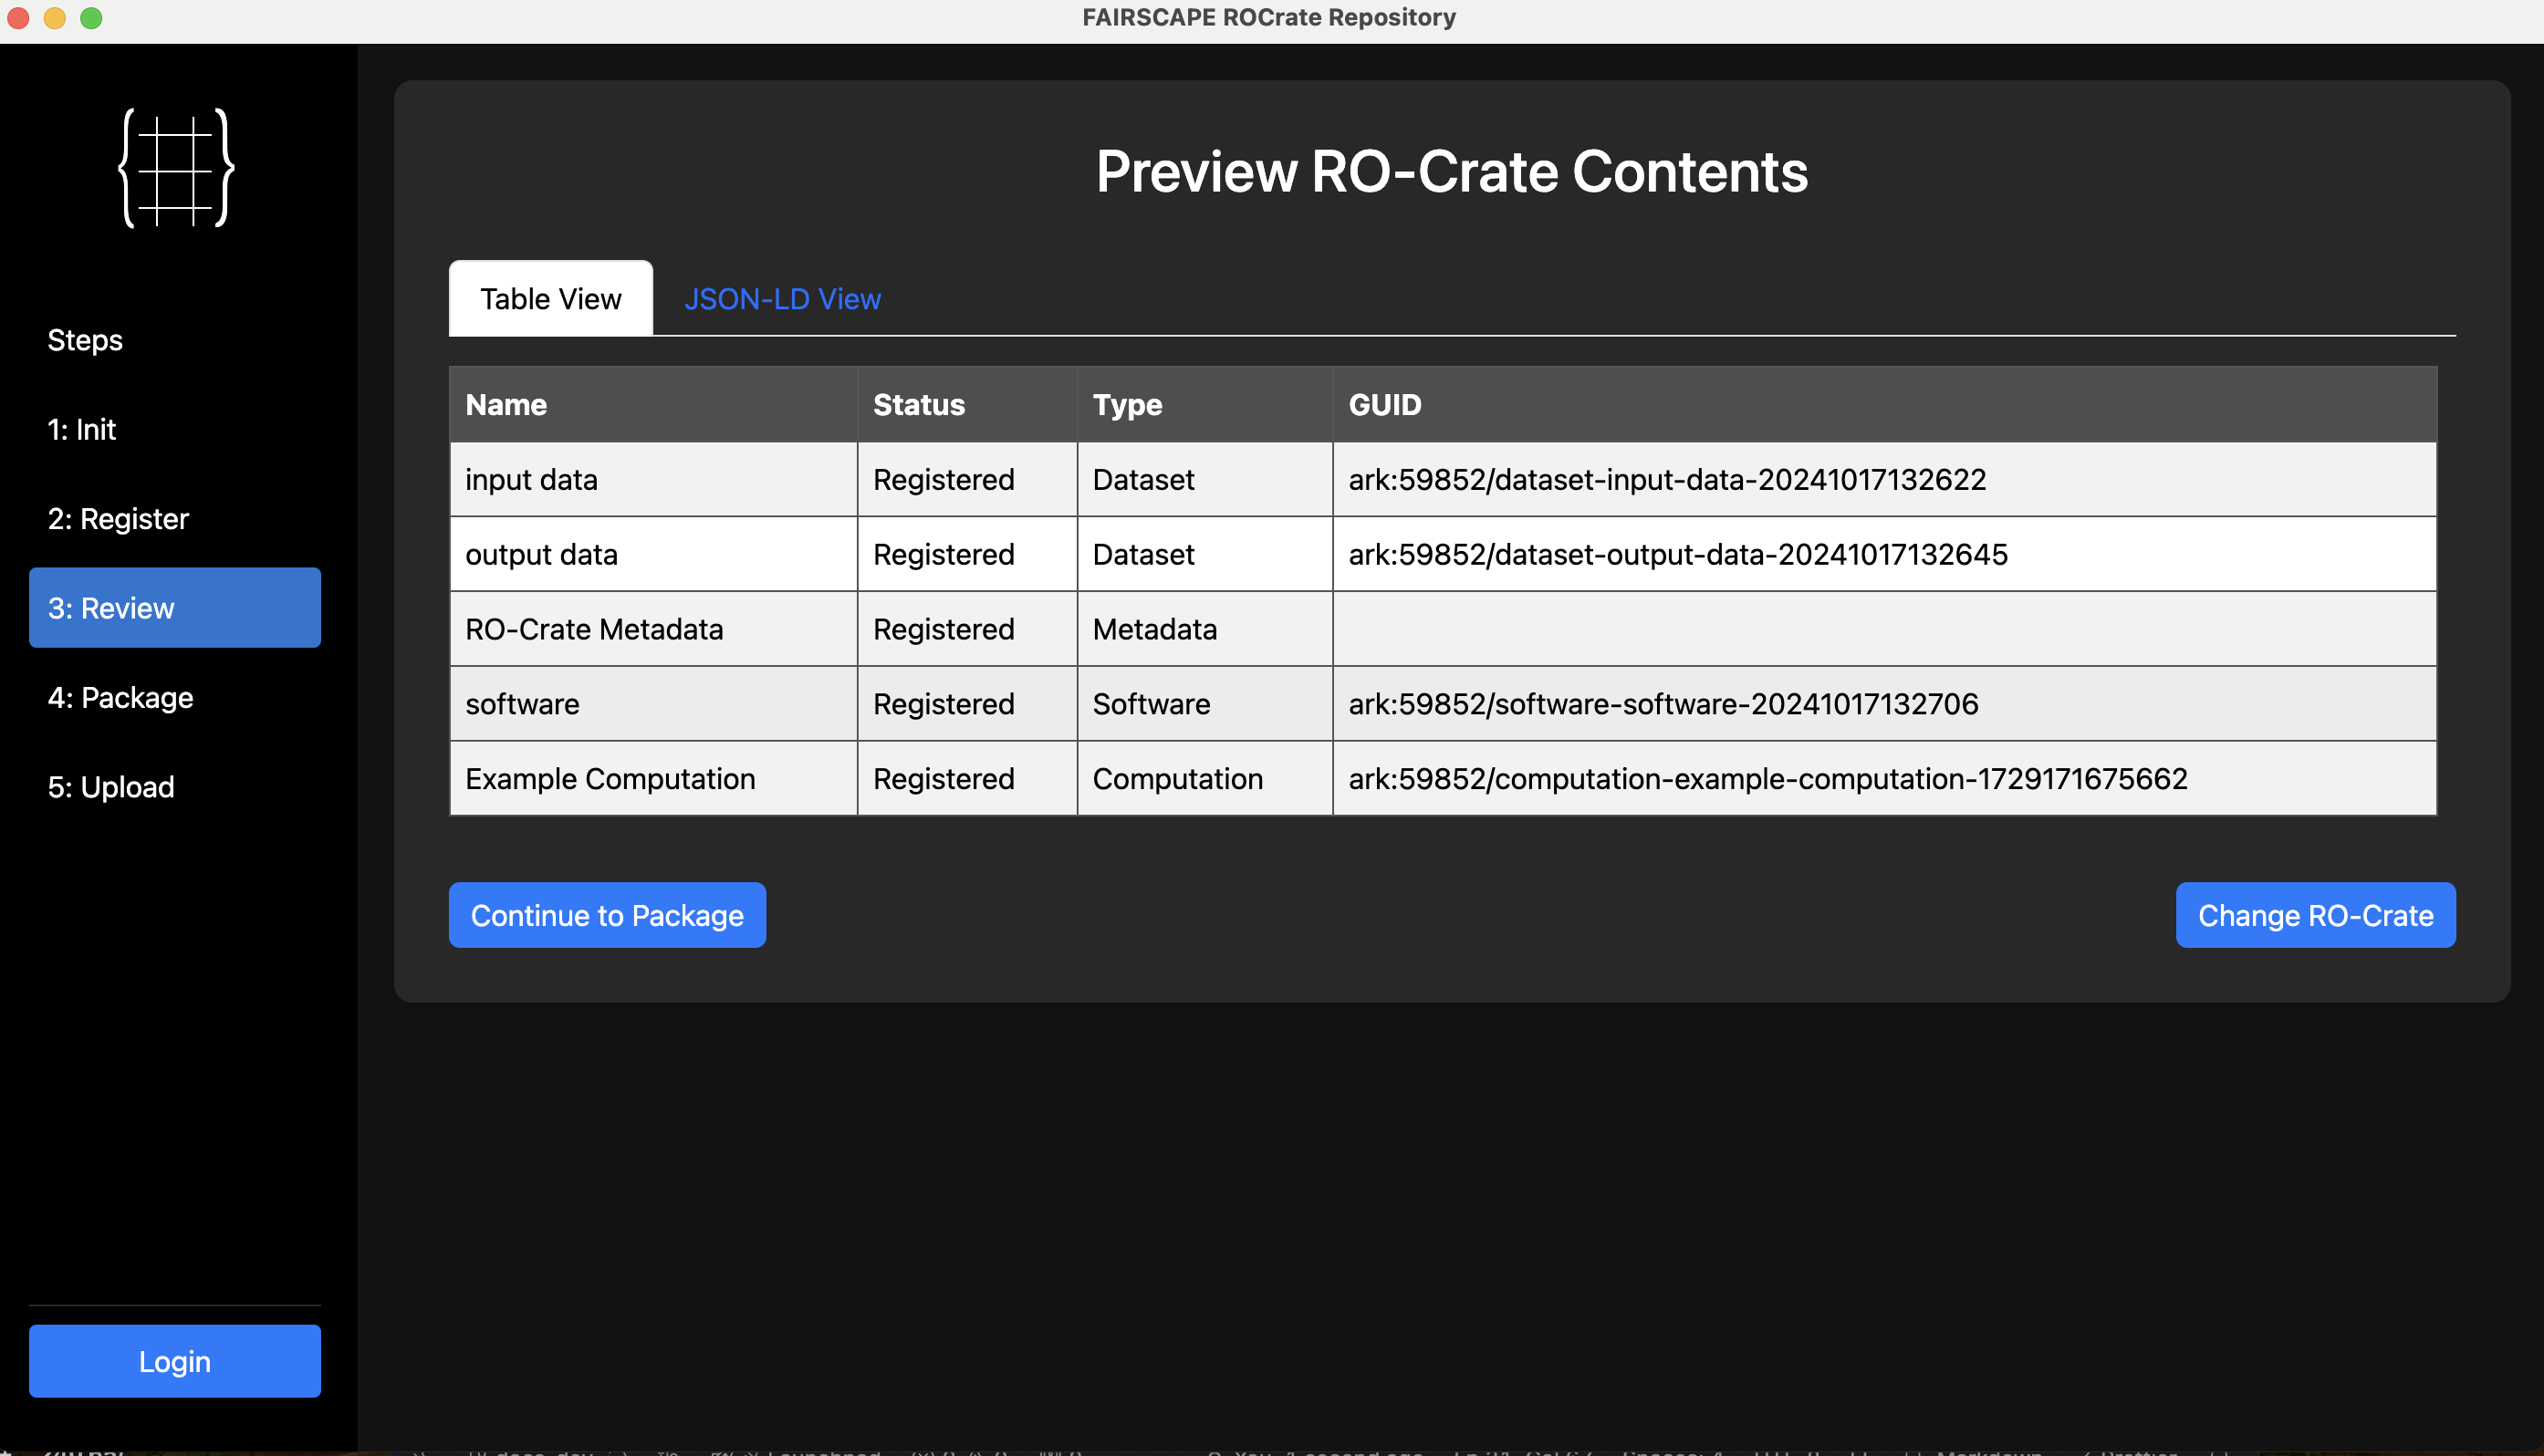 FAIRSCAPE ROCrate Repository
Steps
1: Init
2: Register
3: Review
4: Package
5: Upload
Login
Preview RO-Crate Contents
Table View JSON-LD View
Name Status Type GUID
input data Registered Dataset ark:59852/dataset-input-data-20241017132622
output data Registered Dataset ark:59852/dataset-output-data-20241017132645
RO-Crate Metadata Registered Metadata
software Registered Software ark:59852/software-software-20241017132706
Example Computation Registered Computation ark:59852/computation-example-computation-1729171675662
Continue to Package Change RO-Crate